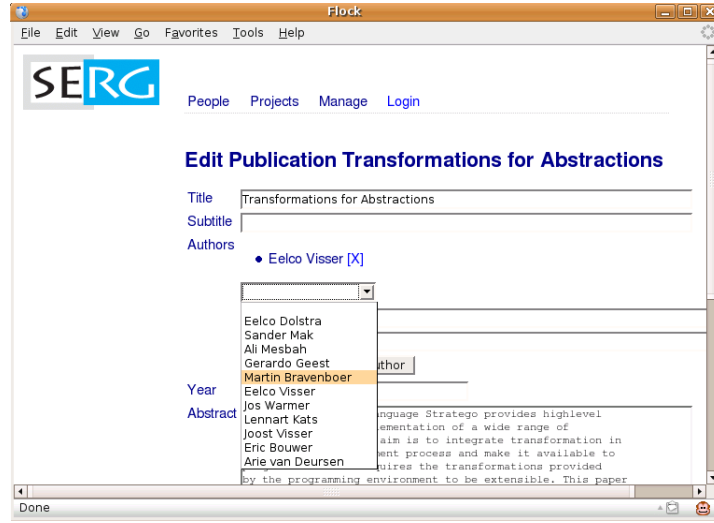 Flock
File Edit View Go Favorites Tools Help
SERG
People Projects Manage Login
Edit Publication Transformations for Abstractions
Title Transformations for Abstractions
Subtitle
Authors
• Eelco Visser [X]
Eelco Dolstra
Sander Mak
Ali Mesbah
Gerardo Geest
uthor
Martin Bravenboer
Year
Eelco Visser
Jos Warmer
Abstract
nguage Stratego provides highlevel
Lennart Kats
ementation of a wide range of
Joost Visser
aim is to integrate transformation in
Eric Bouwer
ent process and make it available to
Arie van Deursen
uires the transformations provided
by the programming environment to be extensible. This paper
Done